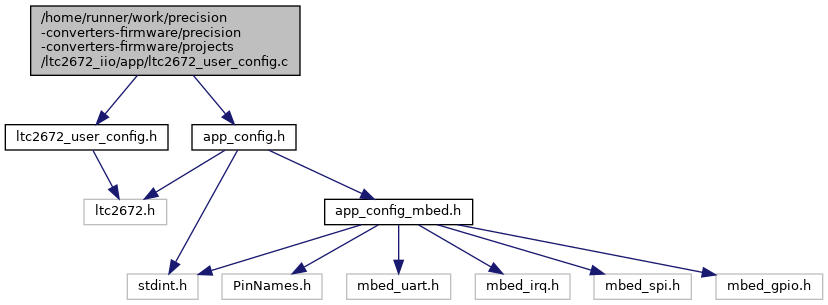 /home/runner/work/precision
-converters-firmware/precision
-converters-firmware/projects
/ltc2672_iio/app/ltc2672_user_config.c
ltc2672_user_config.h
app_config.h
ltc2672.h
app_config_mbed.h
stdint.h
PinNames.h
mbed_uart.h
mbed_irq.h
mbed_spi.h
mbed_gpio.h